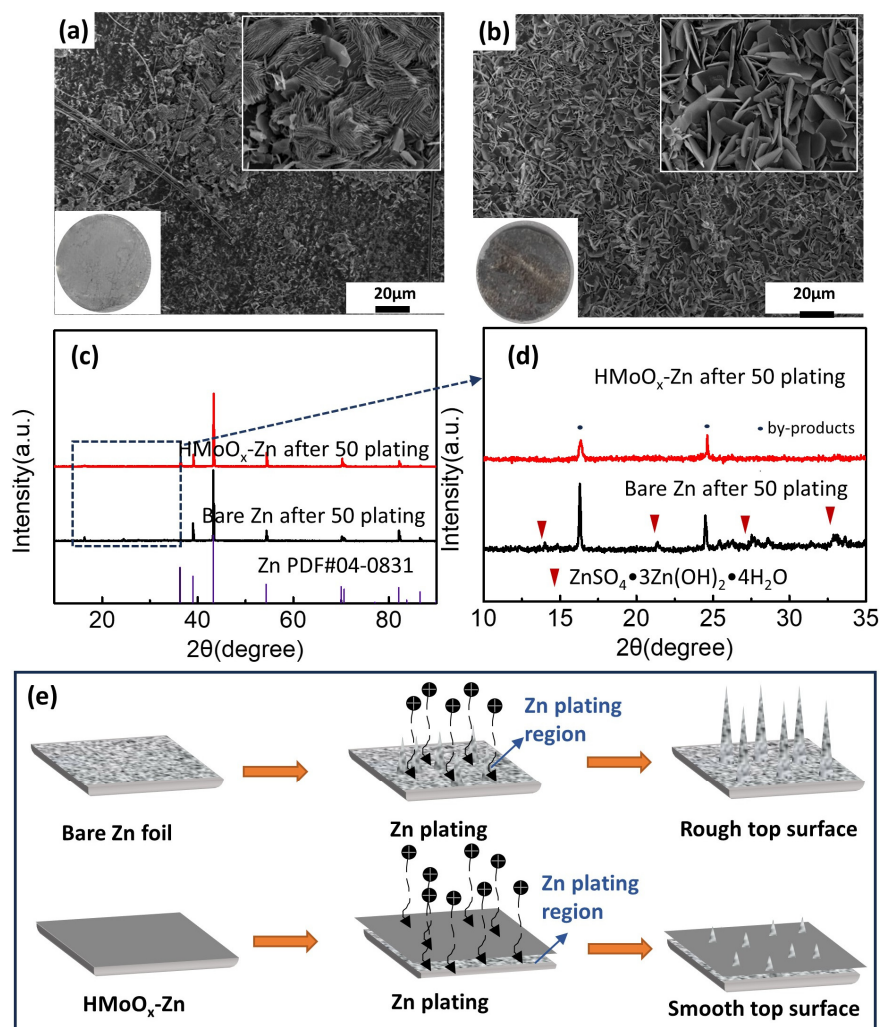 (a)
20μm
(b)
20μm
(c)
Intensity(a.u.)
HMoOₓ-Zn after 50 plating
Bare Zn after 50 plating
Zn PDF#04-0831
20 40 60 80
2θ(degree)
(d)
Intensity(a.u.)
HMoOₓ-Zn after 50 plating
by-products
Bare Zn after 50 plating
ZnSO₄•3Zn(OH)₂•4H₂O
10 15 20 25 30 35
2θ(degree)
(e)
Zn plating
region
Bare Zn foil
Zn plating
Rough top surface
Zn plating
region
HMoOₓ-Zn
Zn plating
Smooth top surface